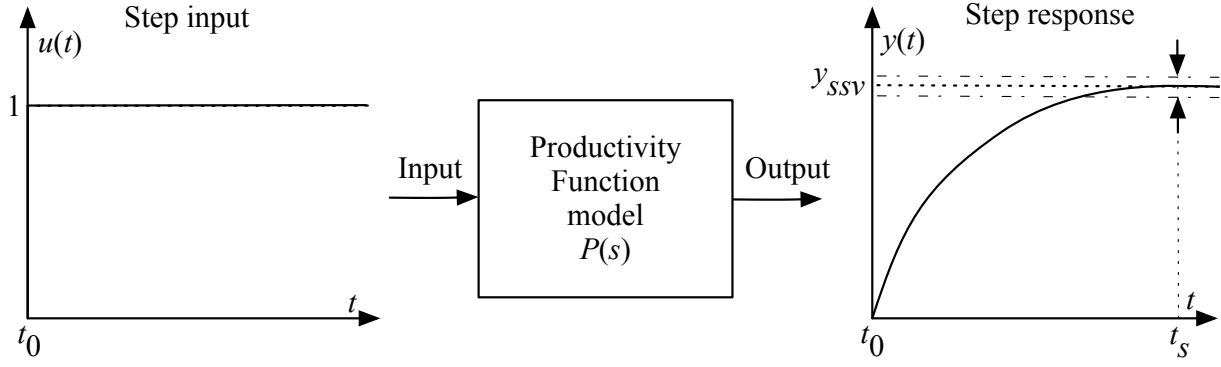 Step input
u(t)
1
t
t0
Input
Productivity
Function
model
P(s)
Output
Step response
y(t)
yssv
t
t0
ts